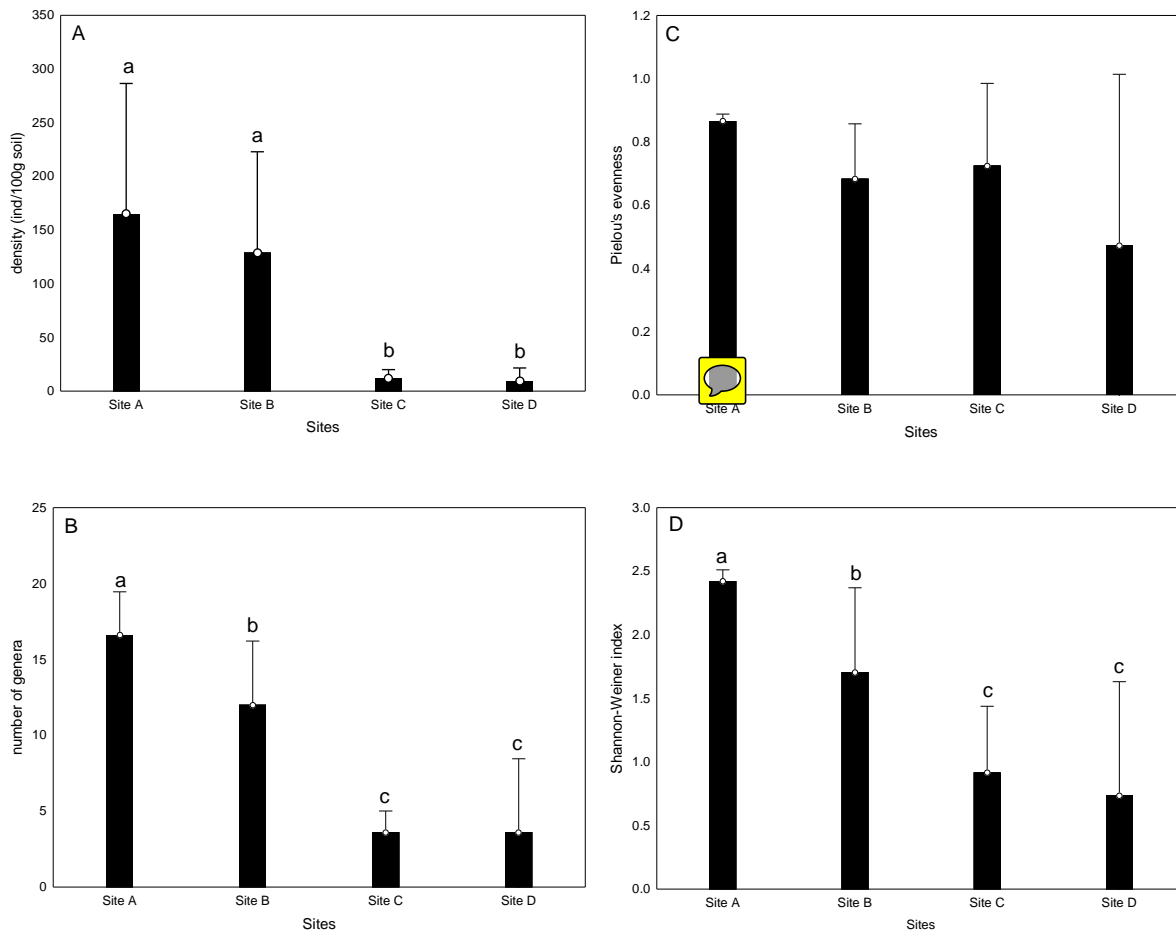 A
density (ind/100g soil)
350
300
250
200
150
100
50
0
a
a
b
b
Site A Site B Site C Site D
Sites
C
Pielou's evenness
1.2
1.0
0.8
0.6
0.4
0.2
0.0
Site A Site B Site C Site D
Sites
B
number of genera
25
20
15
10
5
0
a
b
c
c
Site A Site B Site C Site D
Sites
D
Shannon-Weiner index
3.0
2.5
2.0
1.5
1.0
0.5
0.0
a
b
c
c
Site A Site B Site C Site D
Sites